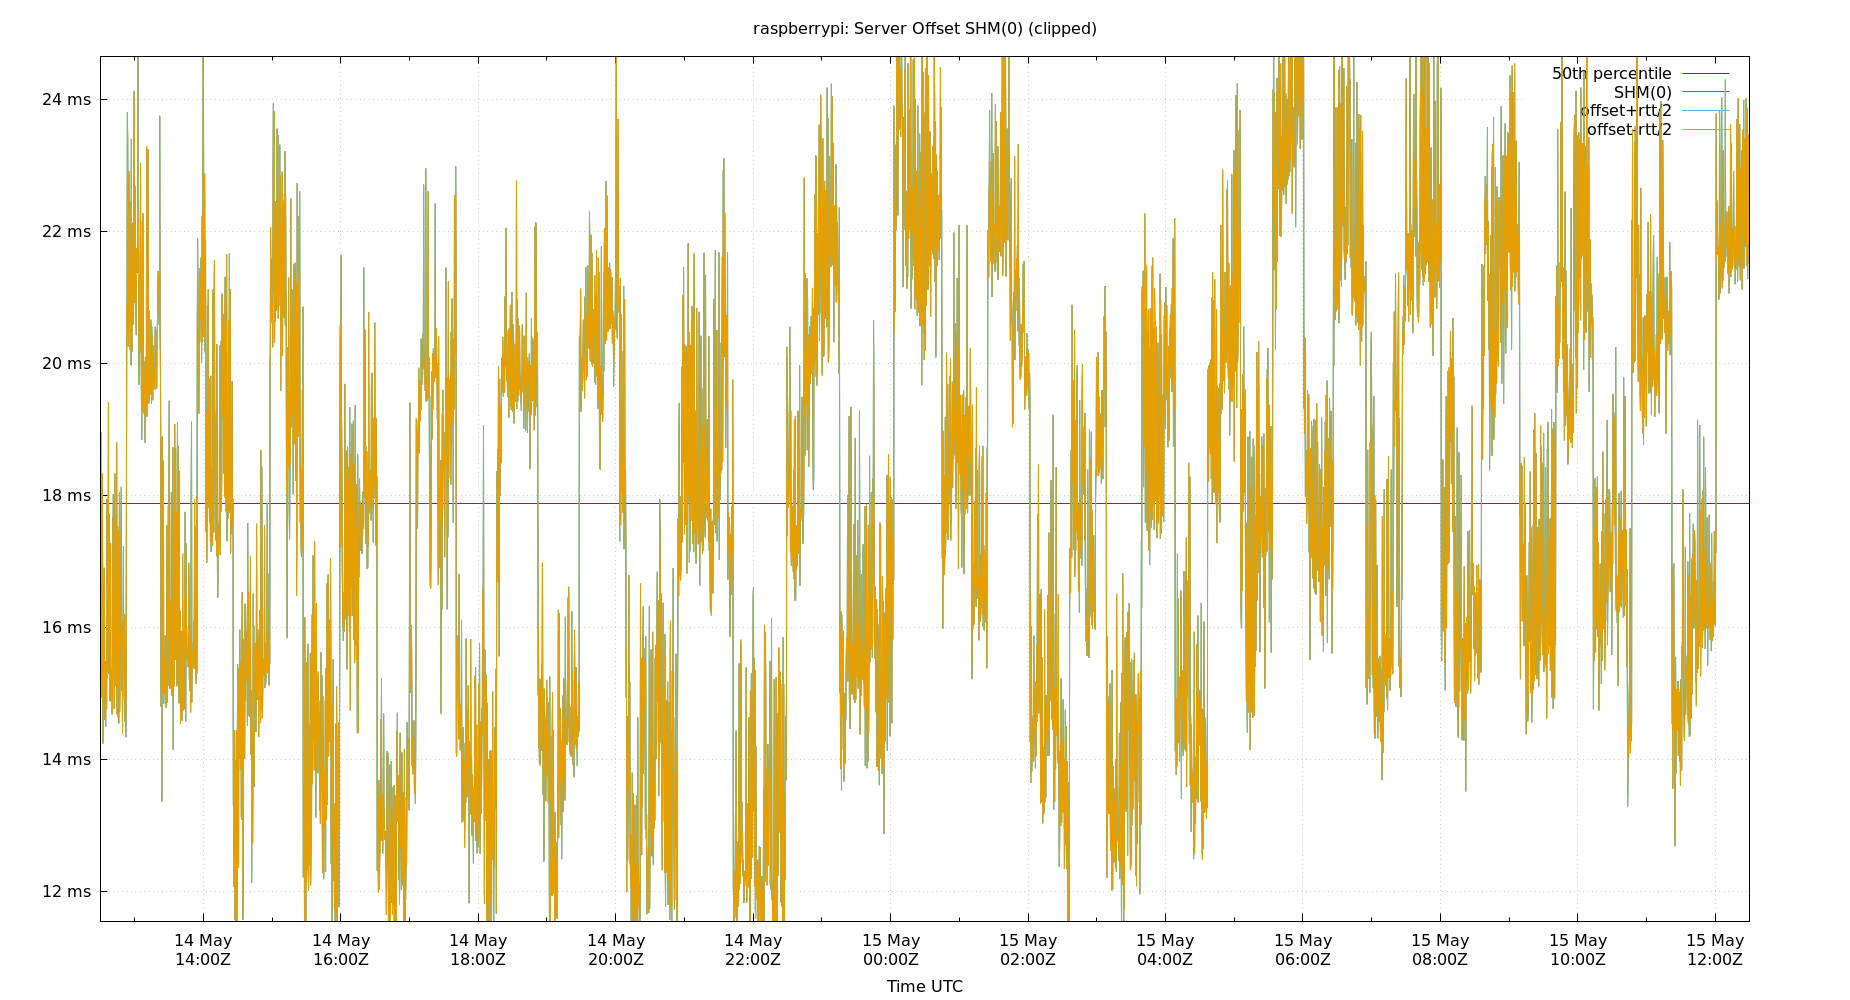 raspberrypi: Server Offset SHM(0) (clipped)
50th percentile
SHM(0)
offset+rtt/2
offset-rtt/2
24 ms
22 ms
20 ms
18 ms
16 ms
14 ms
12 ms
14 May 14 May 14 May 14 May 14 May 15 May 15 May 15 May 15 May 15 May 15 May 15 May
14:00Z 16:00Z 18:00Z 20:00Z 22:00Z 00:00Z 02:00Z 04:00Z 06:00Z 08:00Z 10:00Z 12:00Z
Time UTC